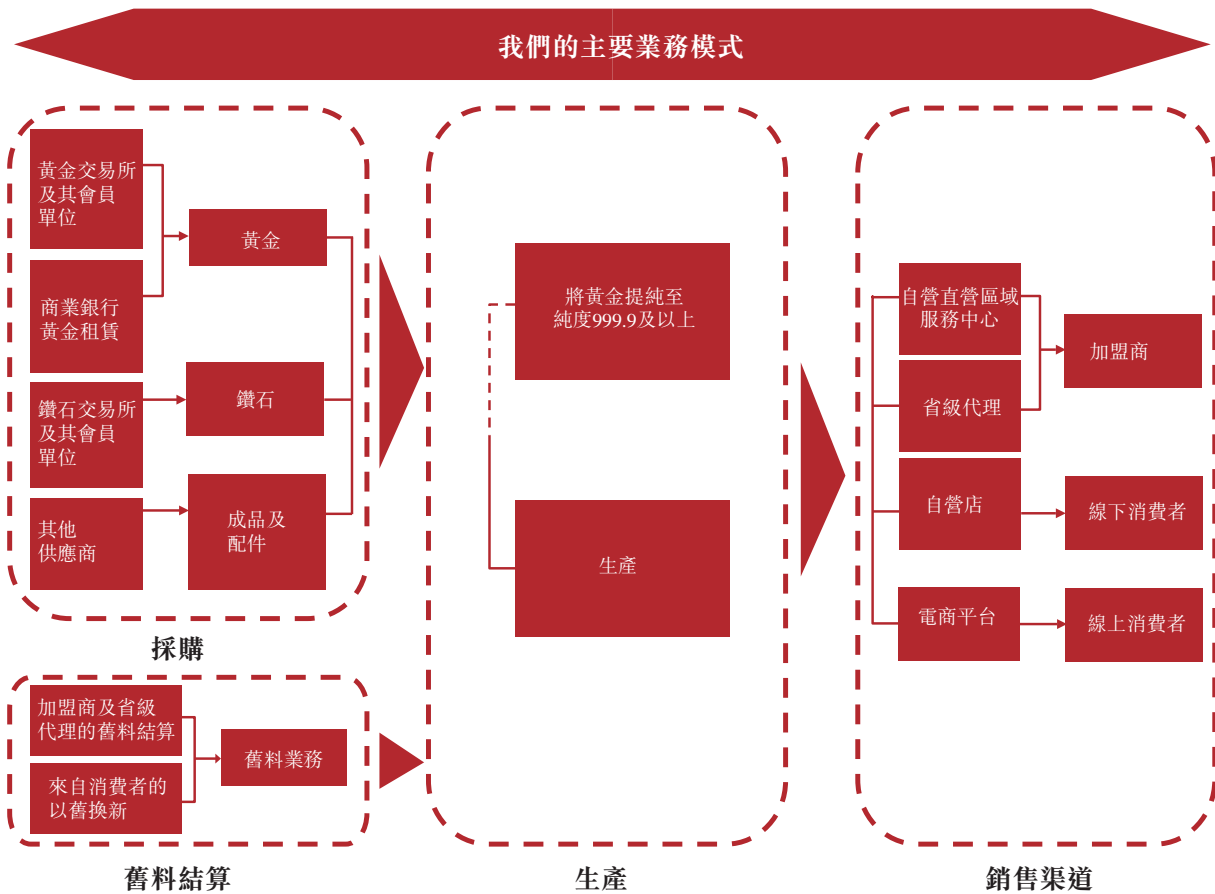 我們的主要業務模式
黃金交易所
及其會員
單位
商業銀行
黃金租賃
鑽石交易所
及其會員
單位
其他
供應商
黃金
鑽石
成品及
配件
採購
加盟商及省級
代理的舊料結算
來自消費者的
以舊換新
舊料業務
舊料結算
將黃金提純至
純度999.9及以上
生產
生產
自營直營區域
服務中心
省級代理
自營店
電商平台
加盟商
線下消費者
線上消費者
銷售渠道